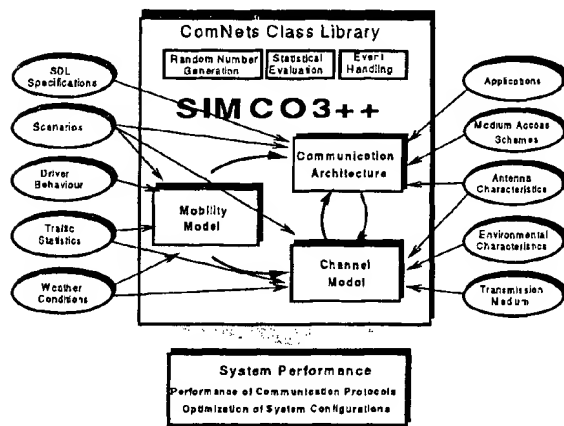 ComNets Class Library
Random Number
Generation
Statistical
Evaluation
Event
Handling
SIMCO3++
SDL
Specifications
Scenarios
Driver
Behaviour
Traffic
Statistics
Weather
Conditions
Mobility
Model
Communication
Architecture
Channel
Model
Applications
Medium Access
Schemes
Antenna
Characteristics
Environmental
Characteristics
Transmission
Medium
System Performance
Performance of Communication Protocols
Optimization of System Configurations